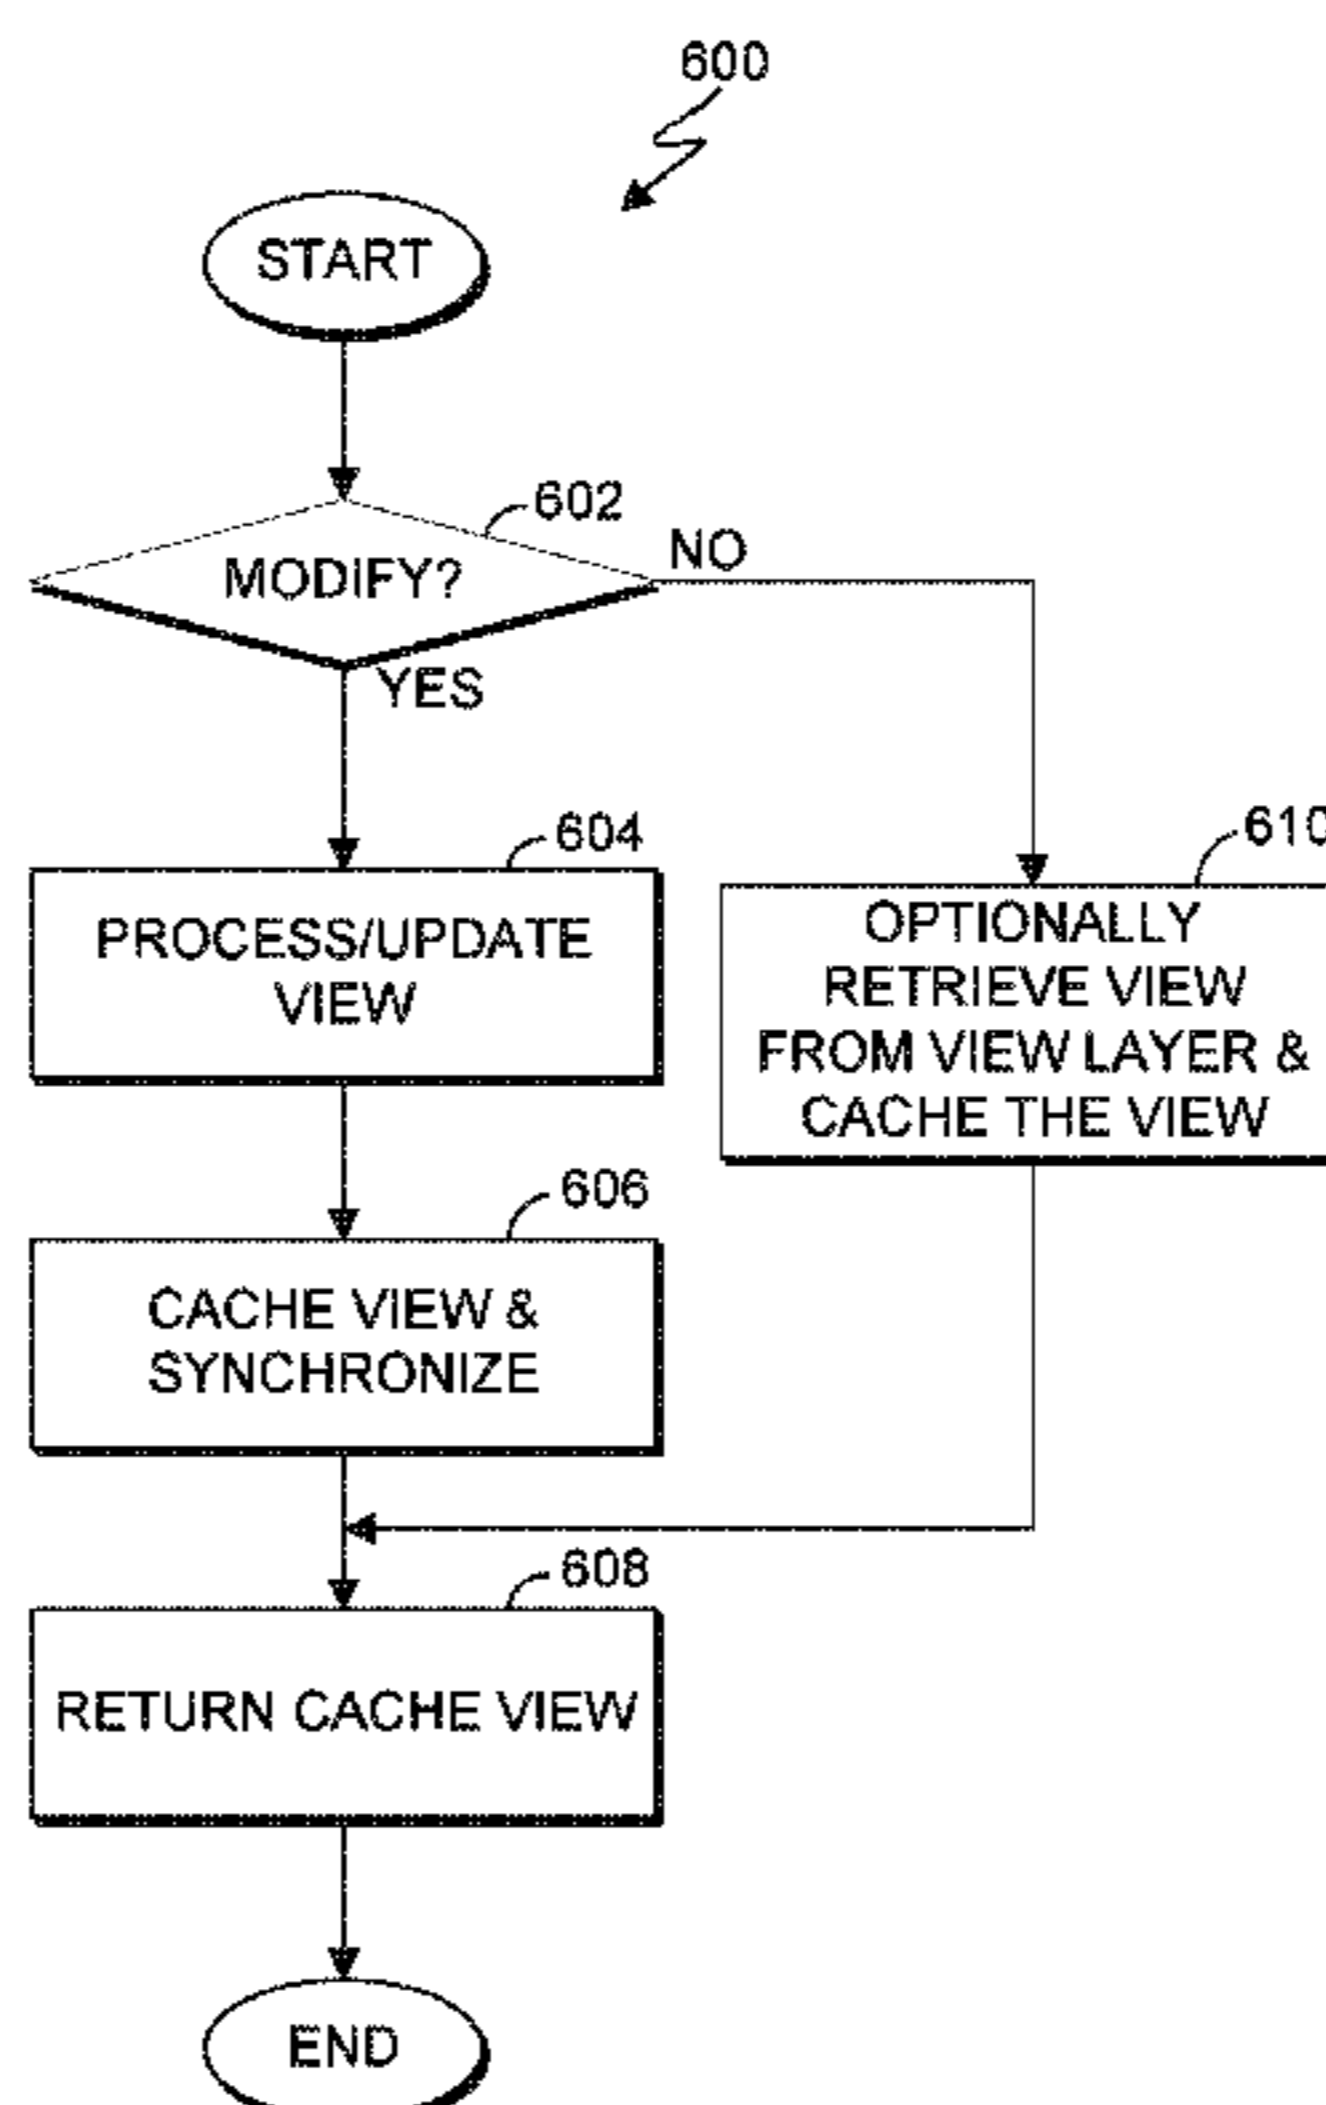 600
START
602
MODIFY?
NO
YES
604
PROCESS/UPDATE
VIEW
610
OPTIONALLY
RETRIEVE VIEW
FROM VIEW LAYER &
CACHE THE VIEW
606
CACHE VIEW &
SYNCHRONIZE
608
RETURN CACHE VIEW
END